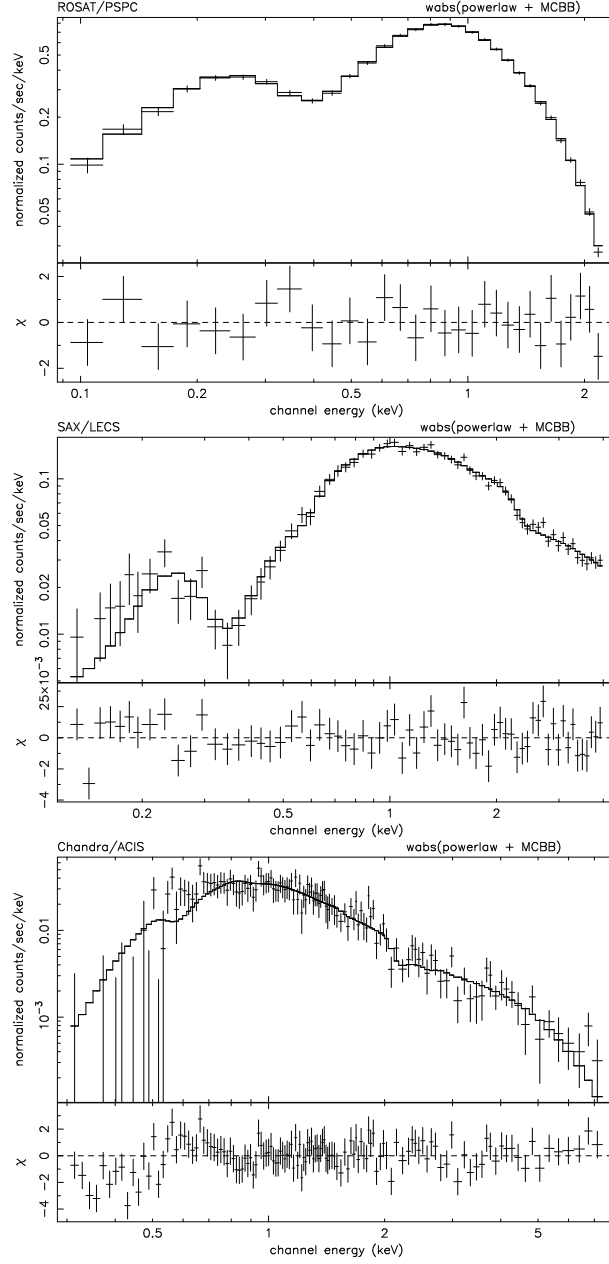 ROSAT/PSPC wabs(powerlaw + MCBB)
normalized counts/sec/keV
0.5
0.2
0.1
0.05
χ
2
0
−2
0.1 0.2 0.5 1 2
channel energy (keV)
SAX/LECS wabs(powerlaw + MCBB)
normalized counts/sec/keV
0.1
0.05
0.02
0.01
5×10−3
χ
2
0
−2
−4
0.2 0.5 1 2
channel energy (keV)
Chandra/ACIS wabs(powerlaw + MCBB)
normalized counts/sec/keV
0.01
10−3
χ
2
0
−2
−4
0.5 1 2 5
channel energy (keV)